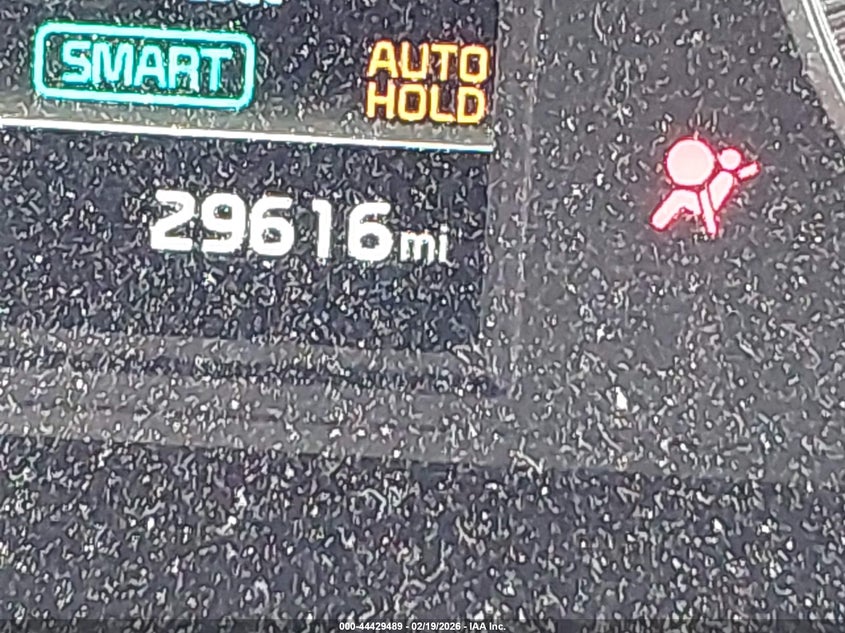 SMART
AUTO
HOLD
29616mi
000-44429489 - 02/19/2026 - IAA Inc.